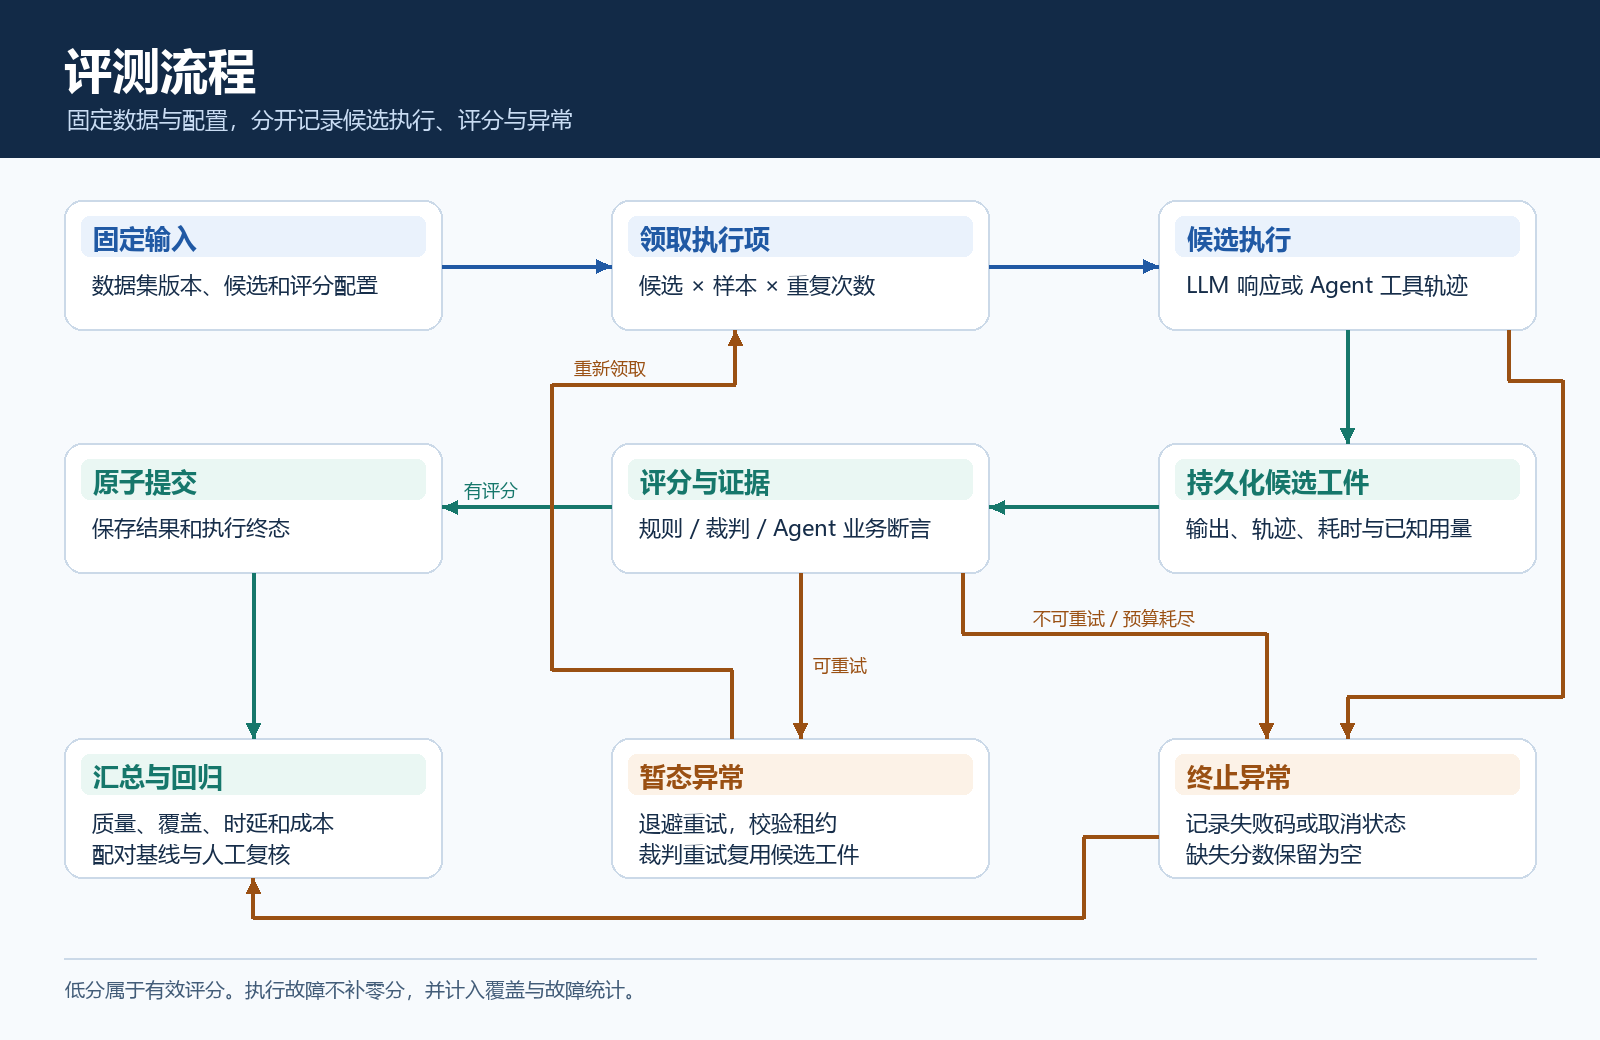 评测流程
固定数据与配置，分开记录候选执行、评分与异常
固定输入
数据集版本、候选和评分配置
领取执行项
候选 × 样本 × 重复次数
候选执行
LLM 响应或 Agent 工具轨迹
重新领取
原子提交
保存结果和执行终态
有评分
评分与证据
规则 / 裁判 / Agent 业务断言
持久化候选工件
输出、轨迹、耗时与已知用量
不可重试 / 预算耗尽
可重试
汇总与回归
质量、覆盖、时延和成本
配对基线与人工复核
暂态异常
退避重试，校验租约
裁判重试复用候选工件
终止异常
记录失败码或取消状态
缺失分数保留为空
低分属于有效评分。执行故障不补零分，并计入覆盖与故障统计。